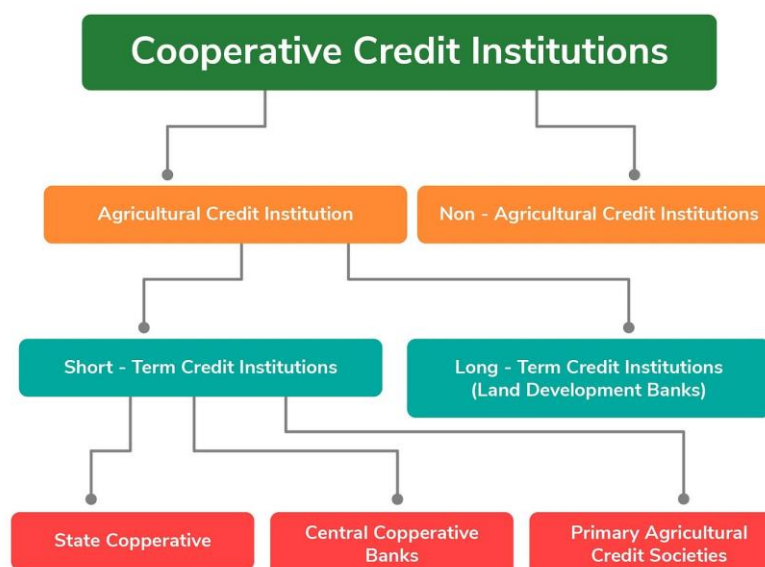 Cooperative Credit Institutions
Agricultural Credit Institution
Non - Agricultural Credit Institutions
Short - Term Credit Institutions
Long - Term Credit Institutions
(Land Development Banks)
State Copperative
Central Copperative
Banks
Primary Agricultural
Credit Societies